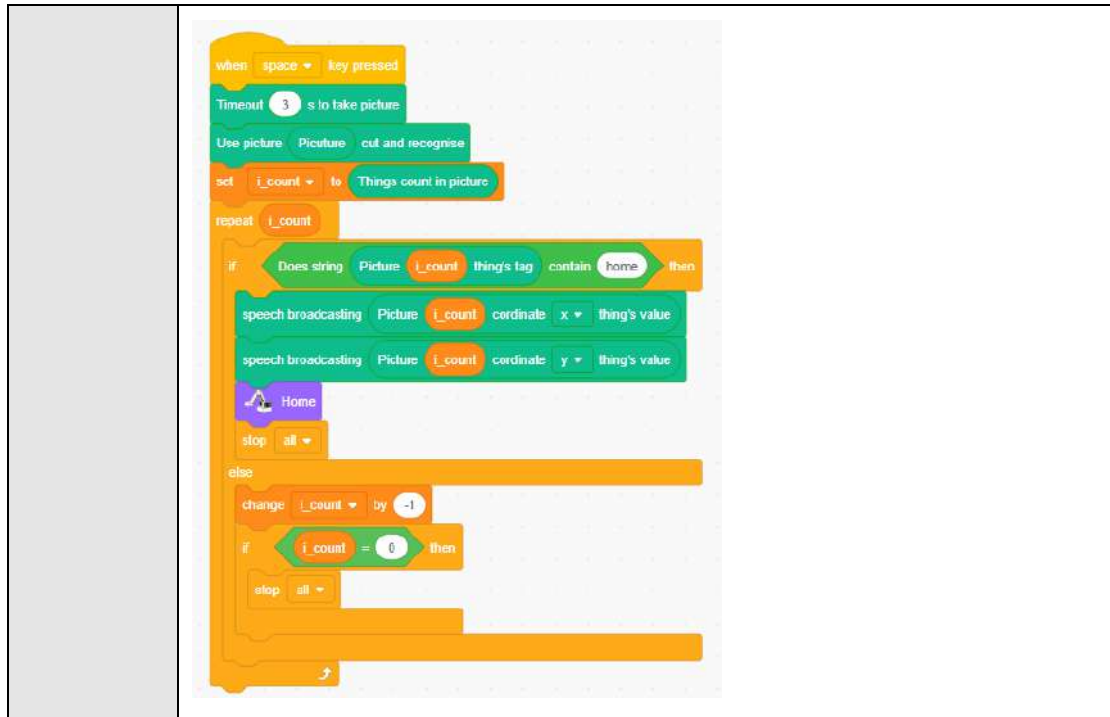 when space key pressed
Timeout 3 s to take picture
Use picture Picuture cut and recognise
set i_count to Things count in picture
repeat i_count
if Does string Picture i_count thing's tag contain home then
speech broadcasting Picture i_count cordinate x thing's value
speech broadcasting Picture i_count cordinate y thing's value
Home
stop all
else
change i_count by -1
if i_count = 0 then
stop all